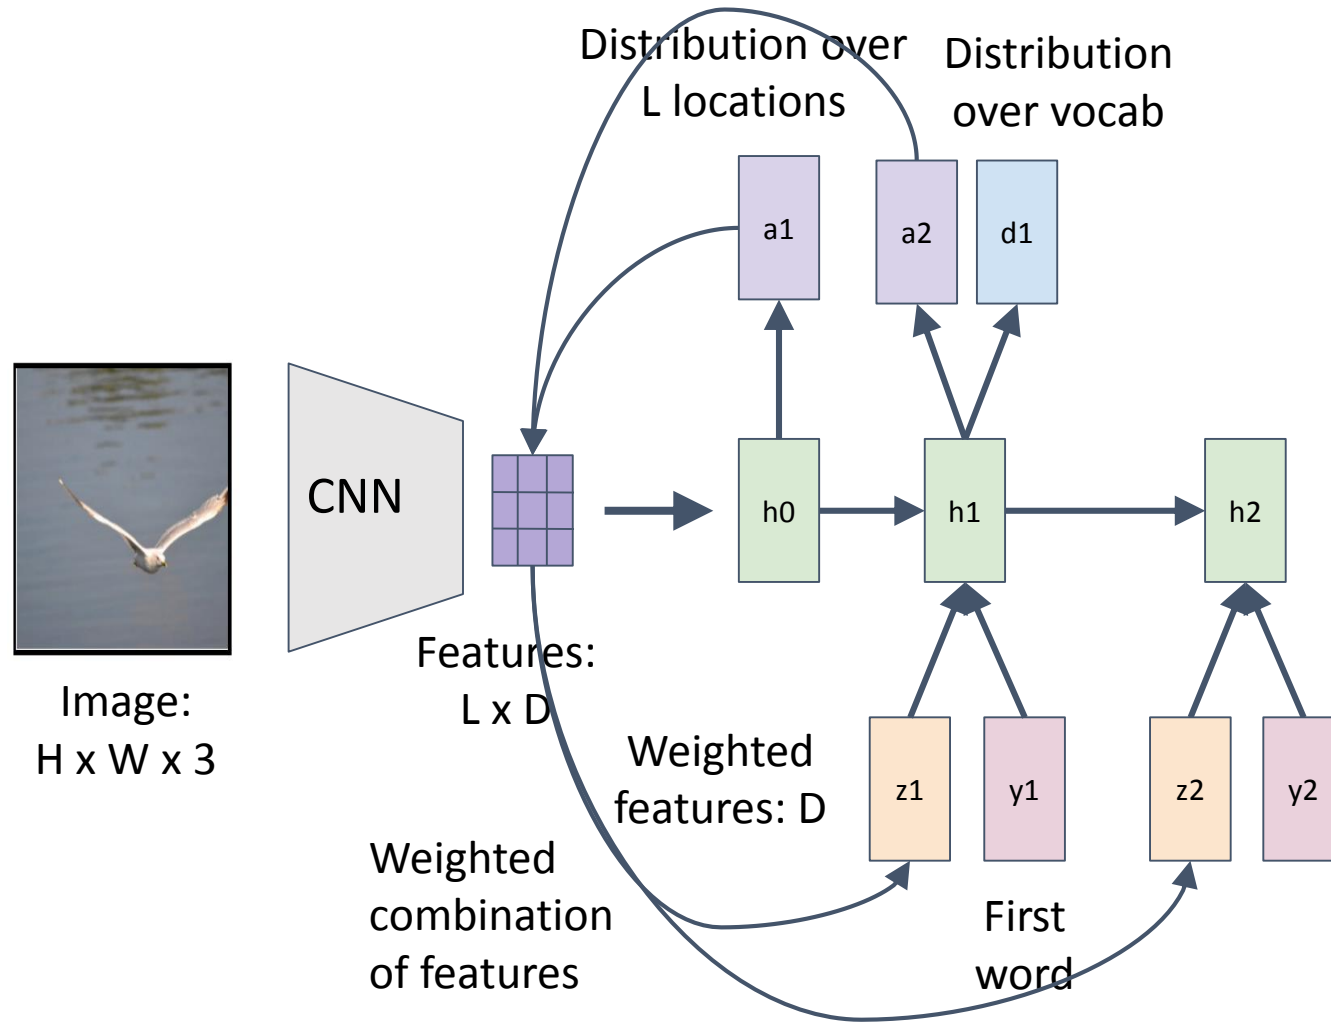 Distribution over
L locations
Distribution
over vocab
a1
a2
d1
CNN
h0
h1
h2
Features:
L x D
Image:
H x W x 3
Weighted
features: D
z1
y1
z2
y2
Weighted
combination
of features
First
word